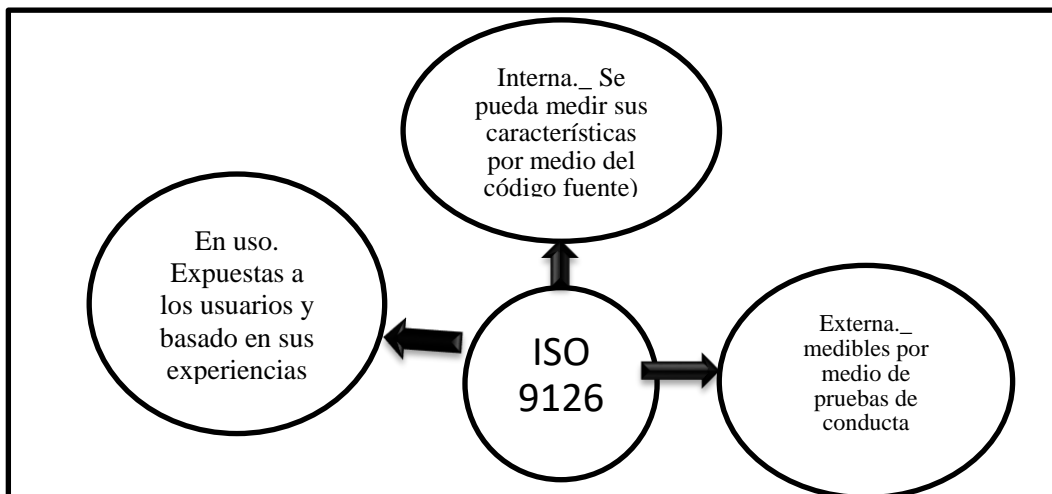 Interna._ Se
pueda medir sus
características
por medio del
código fuente)
En uso.
Expuestas a
los usuarios y
basado en sus
experiencias
ISO
9126
Externa._
medibles por
medio de
pruebas de
conducta